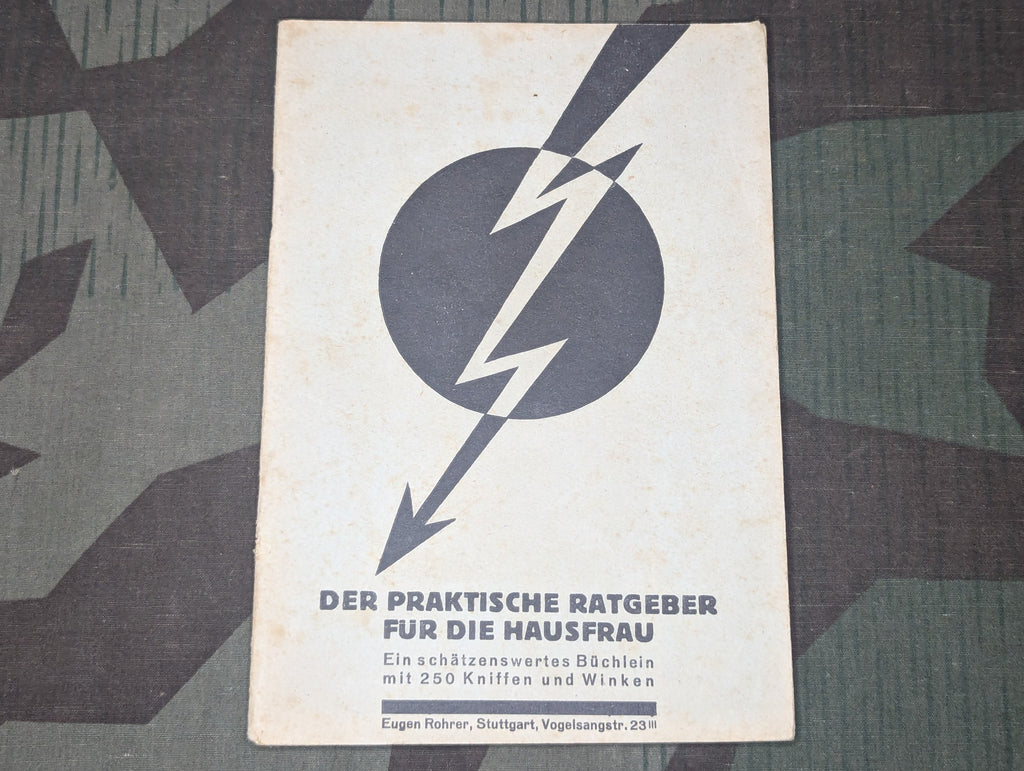 DER PRAKTISCHE RATGEBER
FÜR DIE HAUSFRAU
Ein schätzenswertes Büchlein
mit 250 Kniffen und Winken
Eugen Rohrer, Stuttgart, Vogelsangstr. 23 III